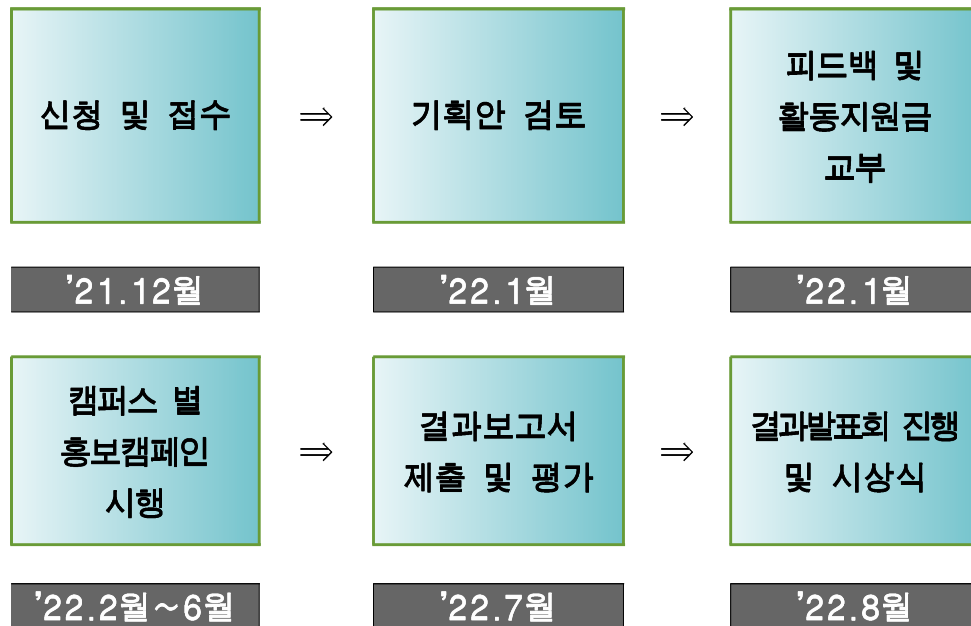 신청 및 접수
⇒
기획안 검토
⇒
피드백 및
활동지원금
교부
'21.12월
'22.1월
'22.1월
캠퍼스 별
홍보캠페인
시행
⇒
결과보고서
제출 및 평가
⇒
결과발표회 진행
및 시상식
'22.2월~6월
'22.7월
'22.8월